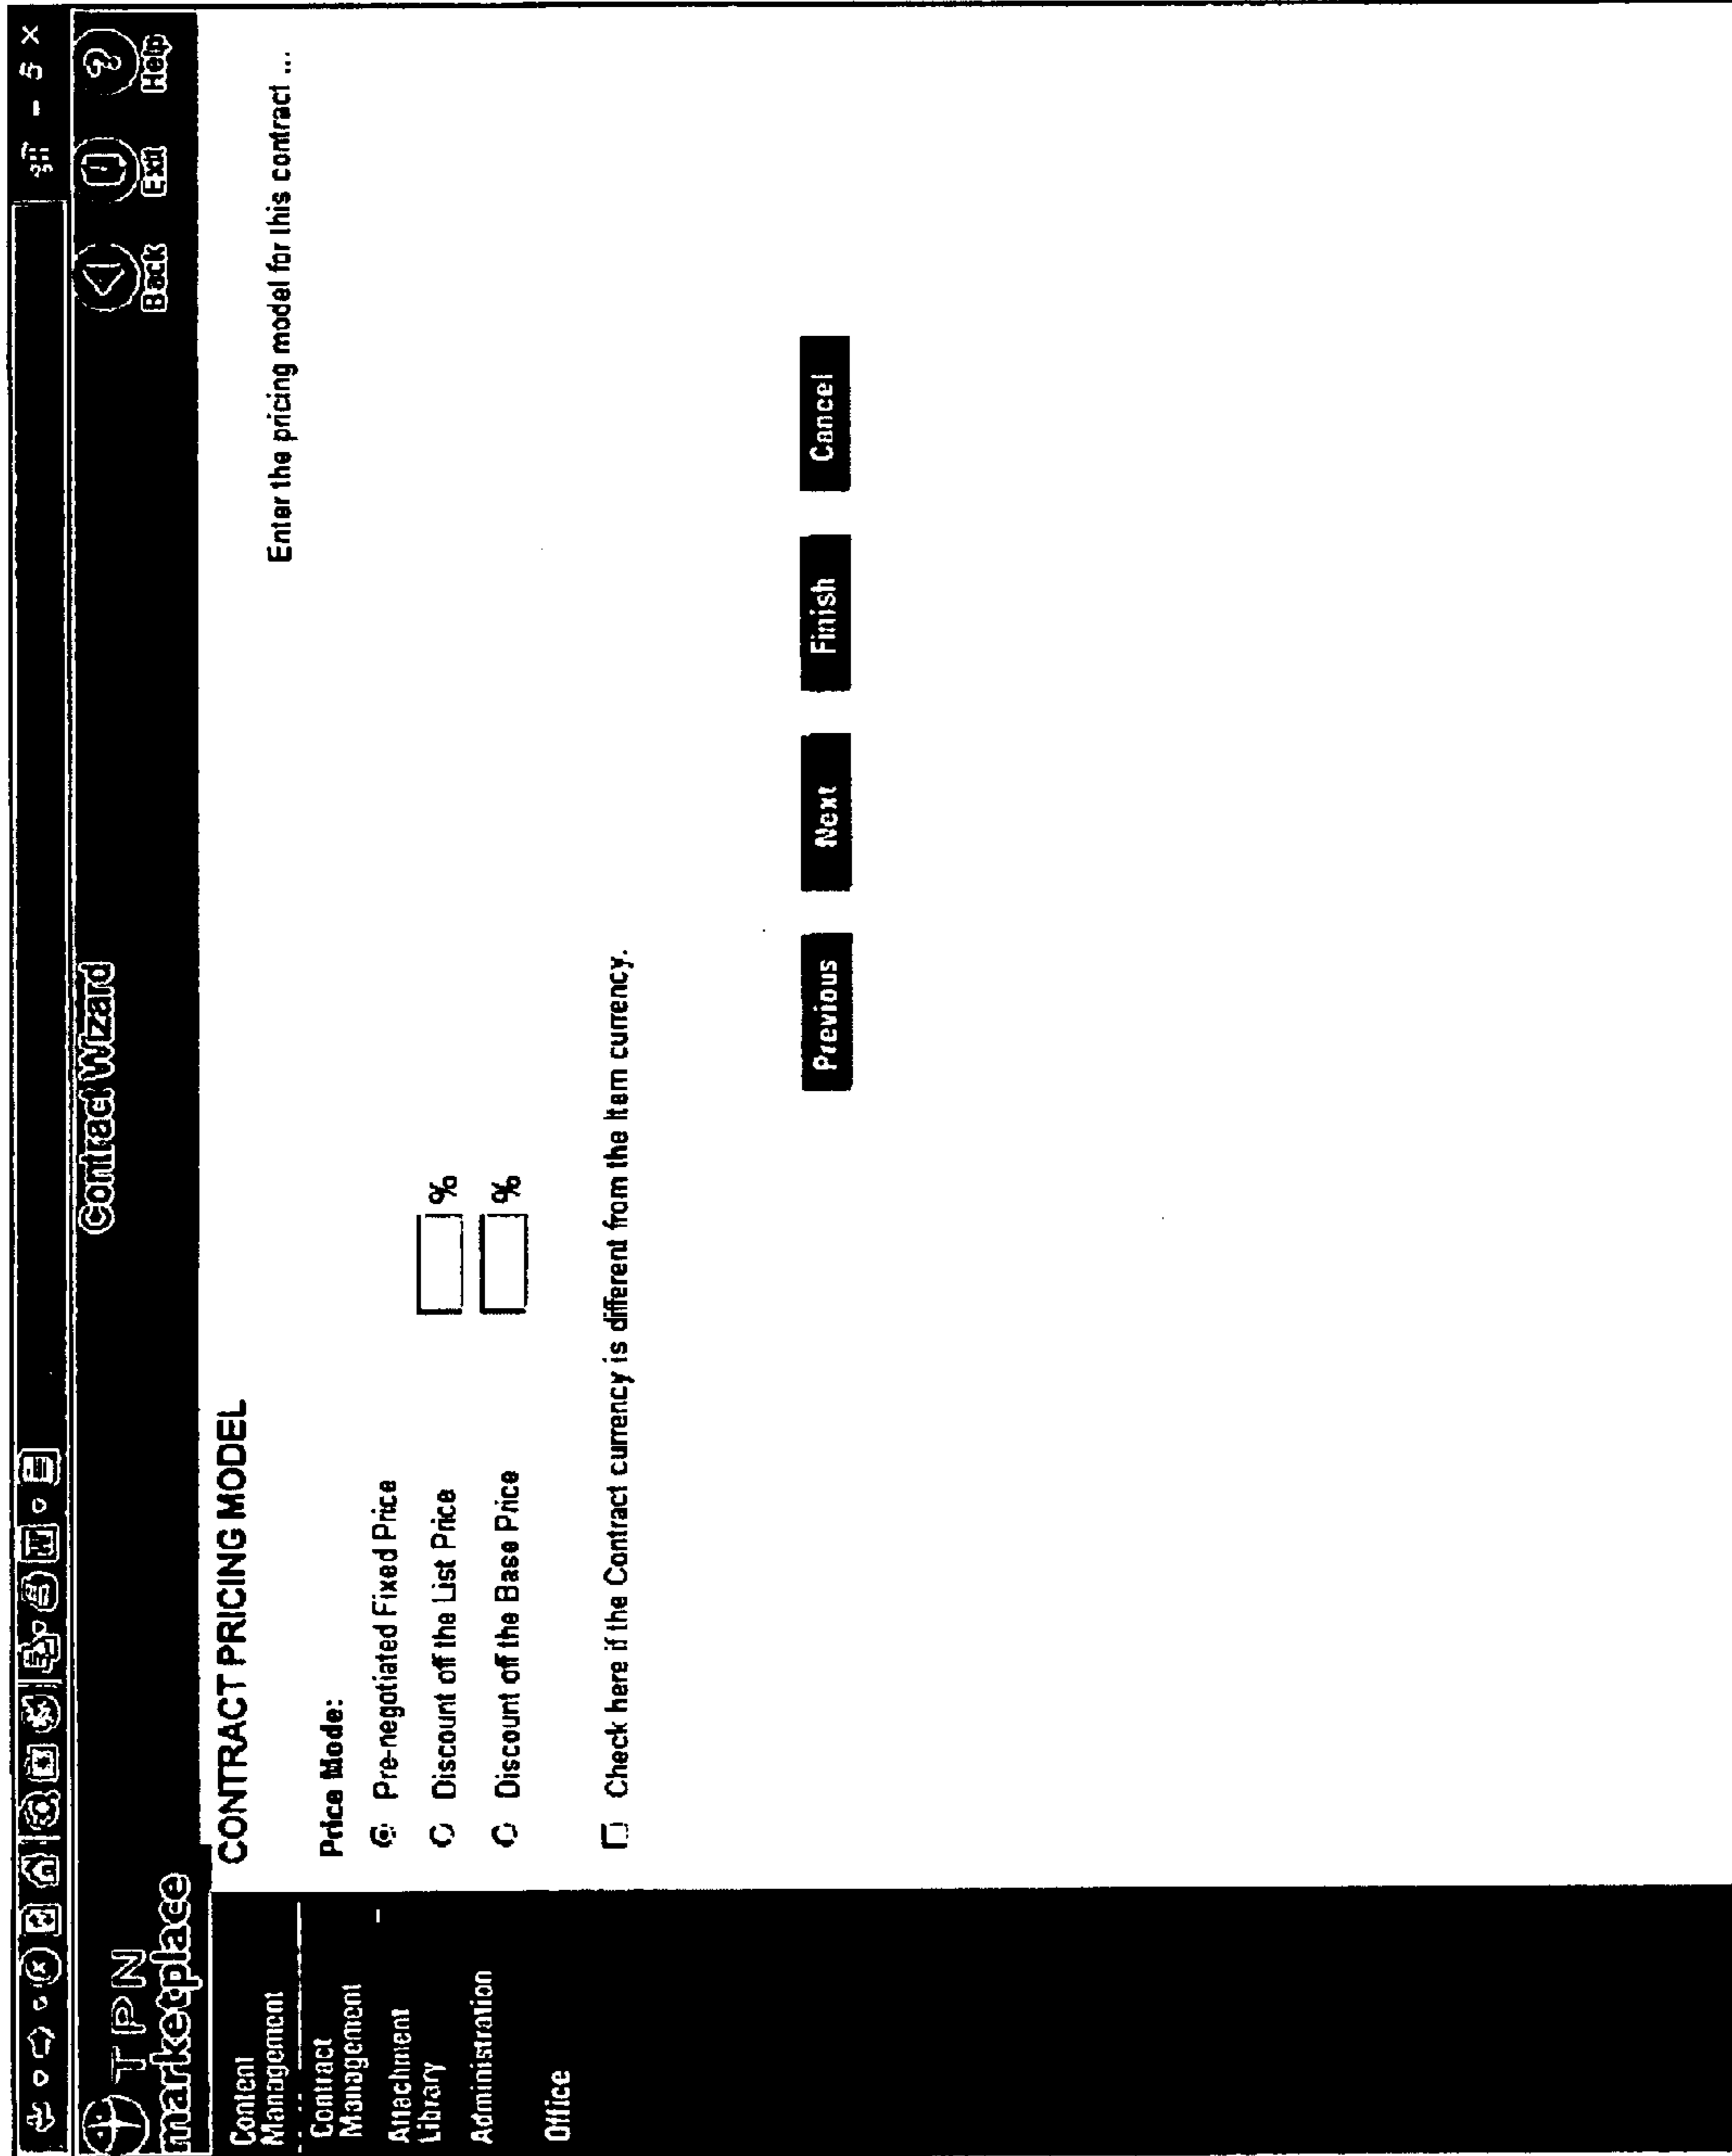 TPN
marketplace
Contract Wizard
Back
Exit
Help
Content
Management
Contract
Management
Attachment
Library
Administration
Office
CONTRACT PRICING MODEL
Enter the pricing model for this contract ...
Price Mode:
Pre-negotiated Fixed Price
Discount off the List Price %
Discount off the Base Price %
Check here if the Contract currency is different from the item currency.
Previous Next Finish Cancel